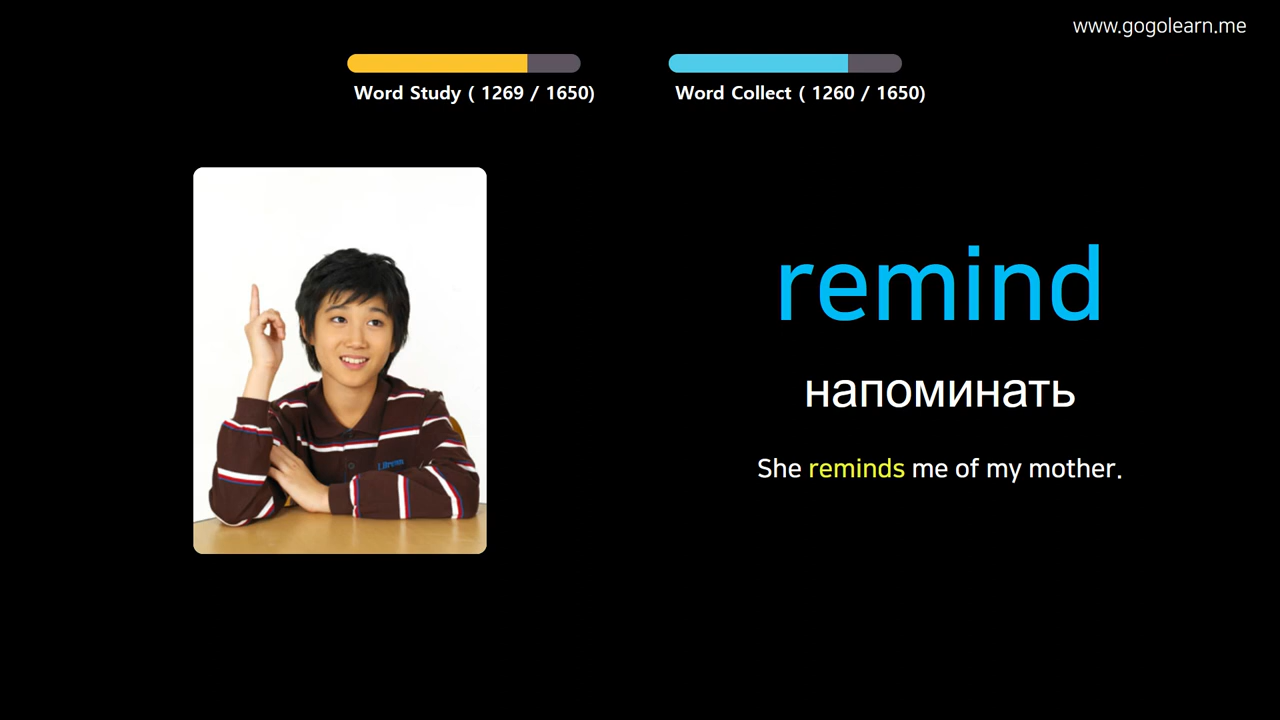 www.gogolearn.me
Word Study ( 1269 / 1650)
Word Collect ( 1260 / 1650)
remind
напоминать
She reminds me of my mother.